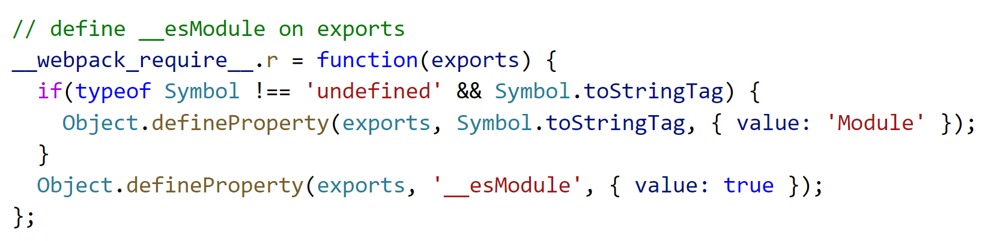 // define __esModule on exports
__webpack_require__.r = function(exports) {
  if(typeof Symbol !== 'undefined' && Symbol.toStringTag) {
    Object.defineProperty(exports, Symbol.toStringTag, { value: 'Module' });
  }
  Object.defineProperty(exports, '__esModule', { value: true });
};